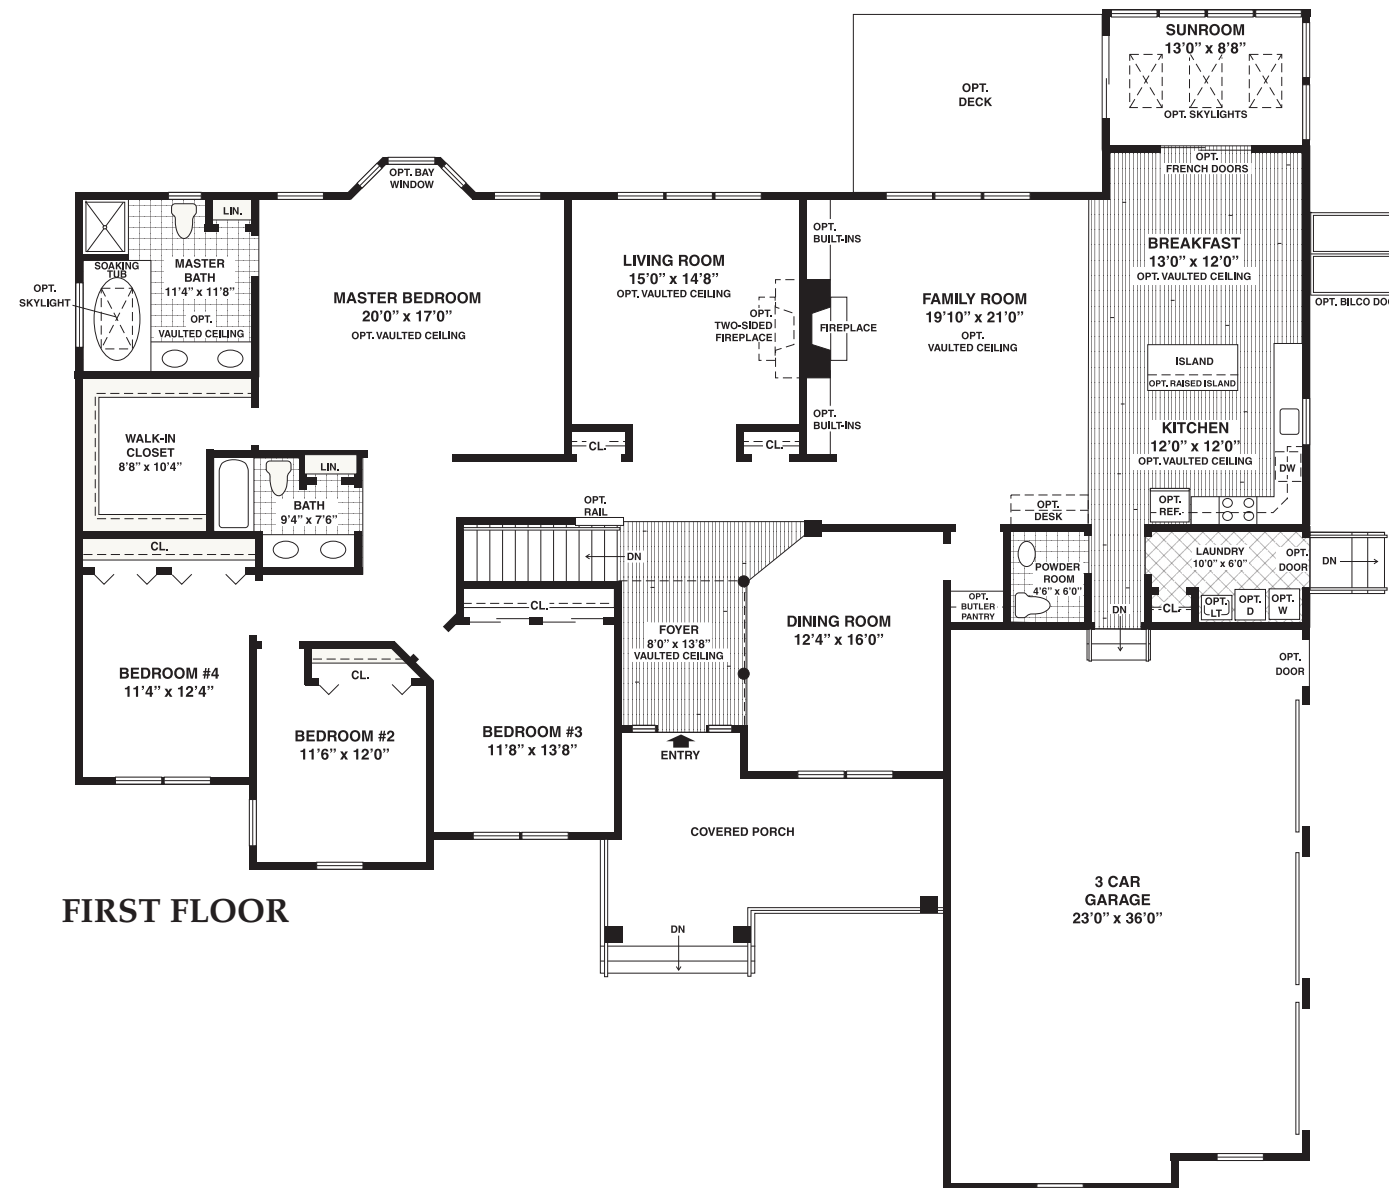 SUNROOM
13'0" x 8'8"
OPT. SKYLIGHTS
OPT.
DECK
OPT.
FRENCH DOORS
OPT. BAY
WINDOW
LIN.
SOAKING
TUB
MASTER
BATH
11'4" x 11'8"
OPT.
VAULTED CEILING
OPT.
SKYLIGHT
MASTER BEDROOM
20'0" x 17'0"
OPT. VAULTED CEILING
LIVING ROOM
15'0" x 14'8"
OPT. VAULTED CEILING
OPT.
TWO-SIDED
FIREPLACE
FIREPLACE
OPT.
BUILT-INS
OPT.
BUILT-INS
FAMILY ROOM
19'10" x 21'0"
OPT.
VAULTED CEILING
BREAKFAST
13'0" x 12'0"
OPT. VAULTED CEILING
OPT. BILCO DOO
ISLAND
OPT. RAISED ISLAND
KITCHEN
12'0" x 12'0"
OPT. VAULTED CEILING
DW
OPT.
REF.
OPT.
DESK
WALK-IN
CLOSET
8'8" x 10'4"
LIN.
BATH
9'4" x 7'6"
CL.
CL.
OPT.
RAIL
DN
CL.
CL.
LAUNDRY
10'0" x 6'0"
OPT.
DOOR
DN
POWDER
ROOM
4'6" x 6'0"
OPT.
BUTLER
PANTRY
DN
CL.
OPT.
LT
OPT.
D
OPT.
W
OPT.
DOOR
CL.
FOYER
8'0" x 13'8"
VAULTED CEILING
DINING ROOM
12'4" x 16'0"
BEDROOM #4
11'4" x 12'4"
CL.
BEDROOM #2
11'6" x 12'0"
BEDROOM #3
11'8" x 13'8"
ENTRY
COVERED PORCH
DN
3 CAR
GARAGE
23'0" x 36'0"
FIRST FLOOR